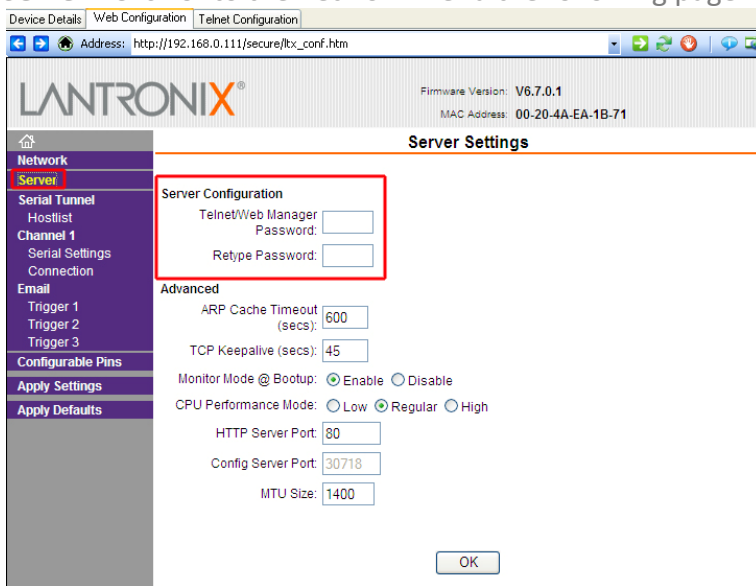 Device Details Web Configuration Telnet Configuration
Address: http://192.168.0.111/secure/ltx_conf.htm
LANTRONIX®
Firmware Version: V6.7.0.1
MAC Address: 00-20-4A-EA-1B-71
Network
Server
Serial Tunnel
Hostlist
Channel 1
Serial Settings
Connection
Email
Trigger 1
Trigger 2
Trigger 3
Configurable Pins
Apply Settings
Apply Defaults
Server Settings
Server Configuration
Telnet/Web Manager
Password:
Retype Password:
Advanced
ARP Cache Timeout
(secs): 600
TCP Keepalive (secs): 45
Monitor Mode @ Bootup: Enable Disable
CPU Performance Mode: Low Regular High
HTTP Server Port: 80
Config Server Port: 30718
MTU Size: 1400
OK